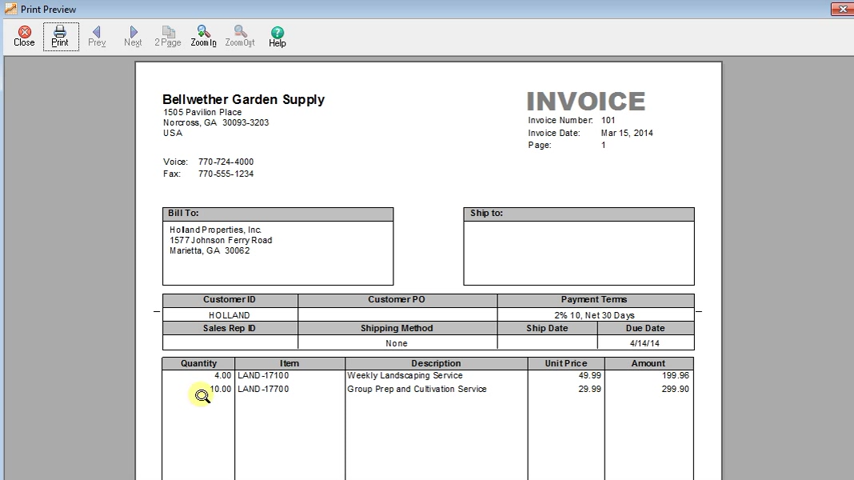 Print Preview
Close Print Prev Next 2 Page Zoom In Zoom Out Help
Bellwether Garden Supply
1505 Pavilion Place
Norcross, GA 30093-3203
USA
Voice: 770-724-4000
Fax: 770-555-1234
INVOICE
Invoice Number: 101
Invoice Date: Mar 15, 2014
Page: 1
Bill To:
Holland Properties, Inc.
1577 Johnson Ferry Road
Marietta, GA 30062
Ship to:
Customer ID Customer PO Payment Terms
HOLLAND 2% 10, Net 30 Days
Sales Rep ID Shipping Method Ship Date Due Date
None 4/14/14
Quantity Item Description Unit Price Amount
4.00 LAND-17100 Weekly Landscaping Service 49.99 199.96
10.00 LAND-17700 Group Prep and Cultivation Service 29.99 299.90